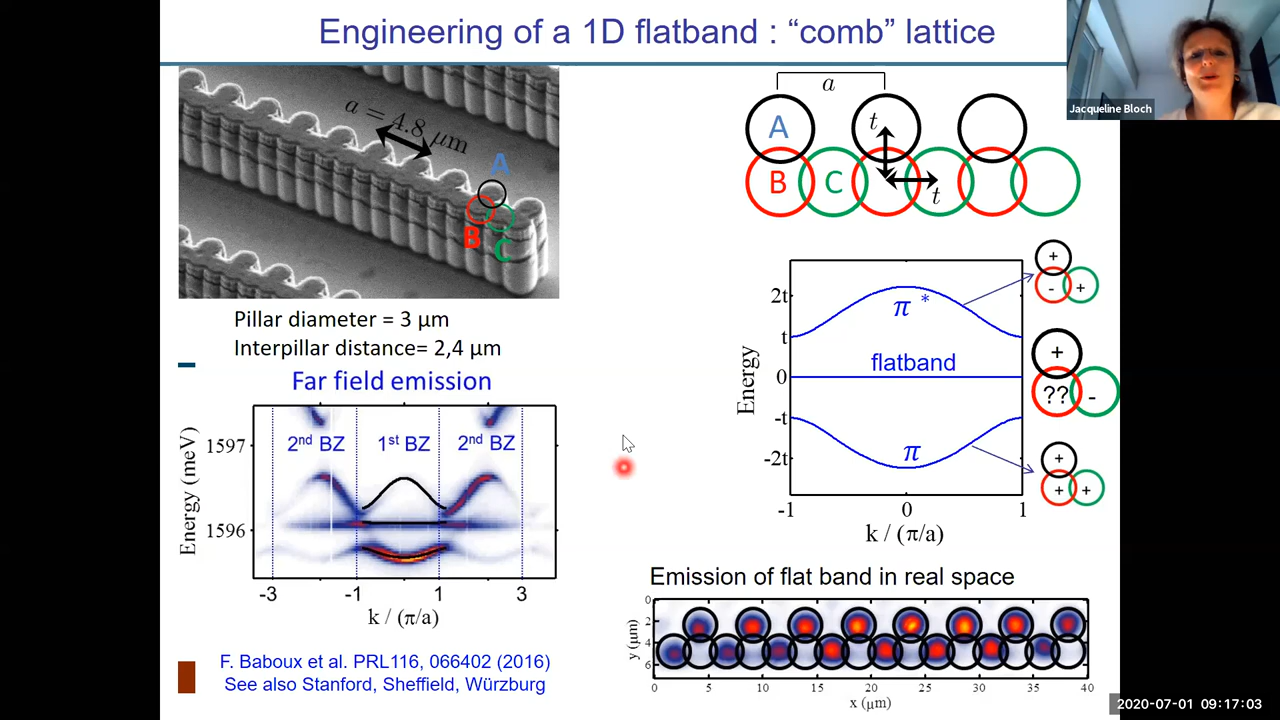 Engineering of a 1D flatband : “comb” lattice
Jacqueline Bloch
a = 4.8 μm
A
B
C
a
A
t
B
C
t
Pillar diameter = 3 μm
Interpillar distance= 2,4 μm
Far field emission
Energy (meV)
1597
1596
2nd BZ
1st BZ
2nd BZ
-3
-1
1
3
k / (π/a)
Energy
2t
t
0
-t
-2t
π *
flatband
π
-1
0
1
k / (π/a)
+
-
+
+
??
-
+
+
+
Emission of flat band in real space
y (μm)
0
2
4
6
0
5
10
15
20
25
30
35
40
x (μm)
F. Baboux et al. PRL116, 066402 (2016)
See also Stanford, Sheffield, Würzburg
2020-07-01 09:17:03